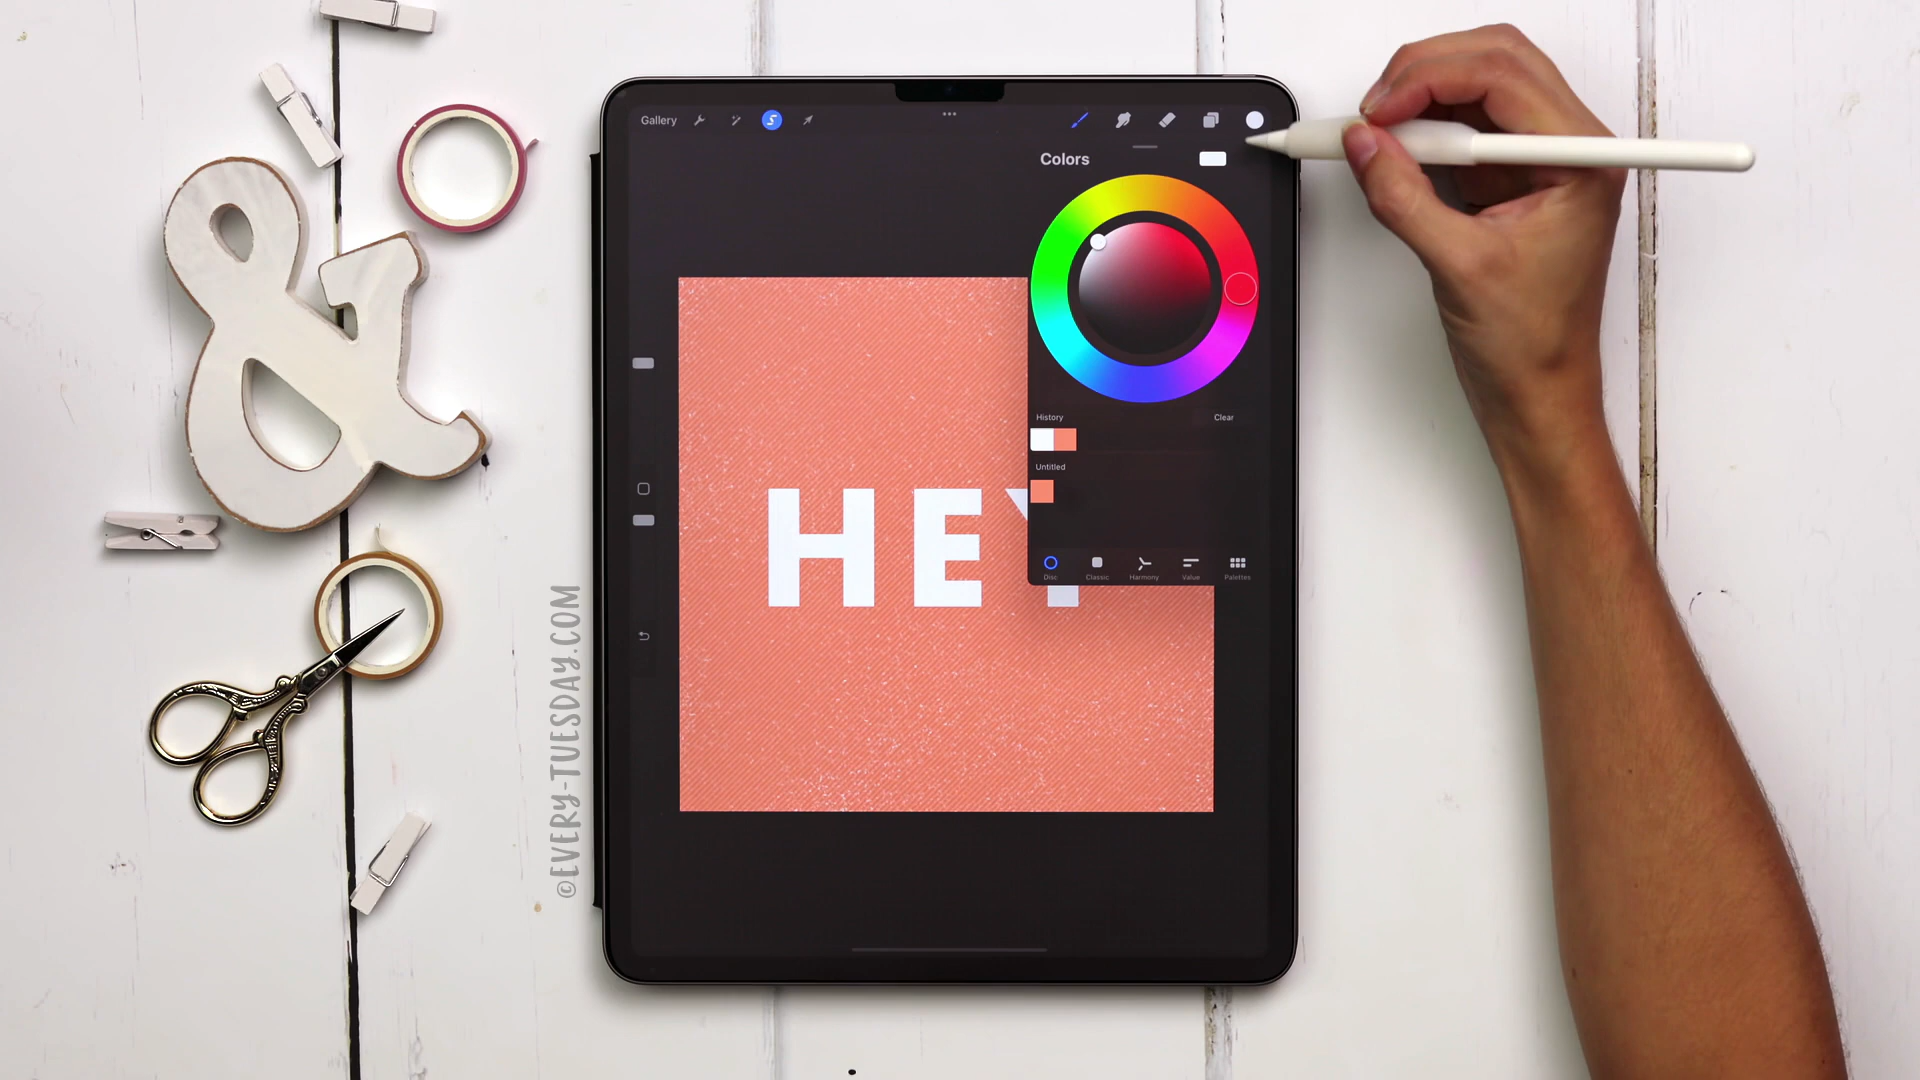 Gallery
Colors
History
Clear
Untitled
HEY
Disc
Classic
Harmony
Value
Palettes
&
©EVERY-TUESDAY.COM